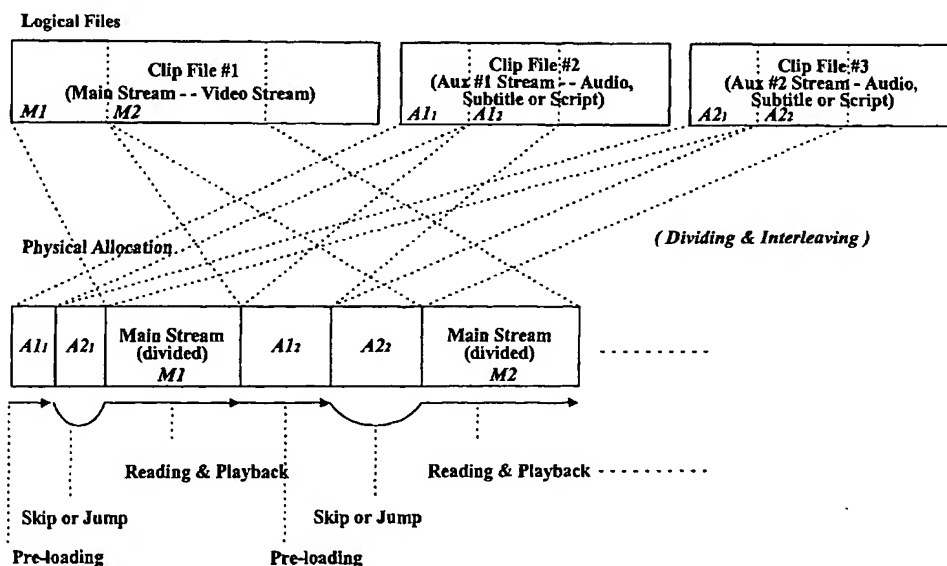 Logical Files
Clip File #1
(Main Stream - - Video Stream)
M1 M2
Clip File #2
(Aux #1 Stream - - Audio,
Subtitle or Script)
A1₁ A1₂
Clip File #3
(Aux #2 Stream - Audio,
Subtitle or Script)
A2₁ A2₂
Physical Allocation
( Dividing & Interleaving )
A1₁ A2₁ Main Stream
(divided)
M1
A1₂ A2₂ Main Stream
(divided)
M2
Reading & Playback Reading & Playback
Skip or Jump Skip or Jump
Pre-loading Pre-loading